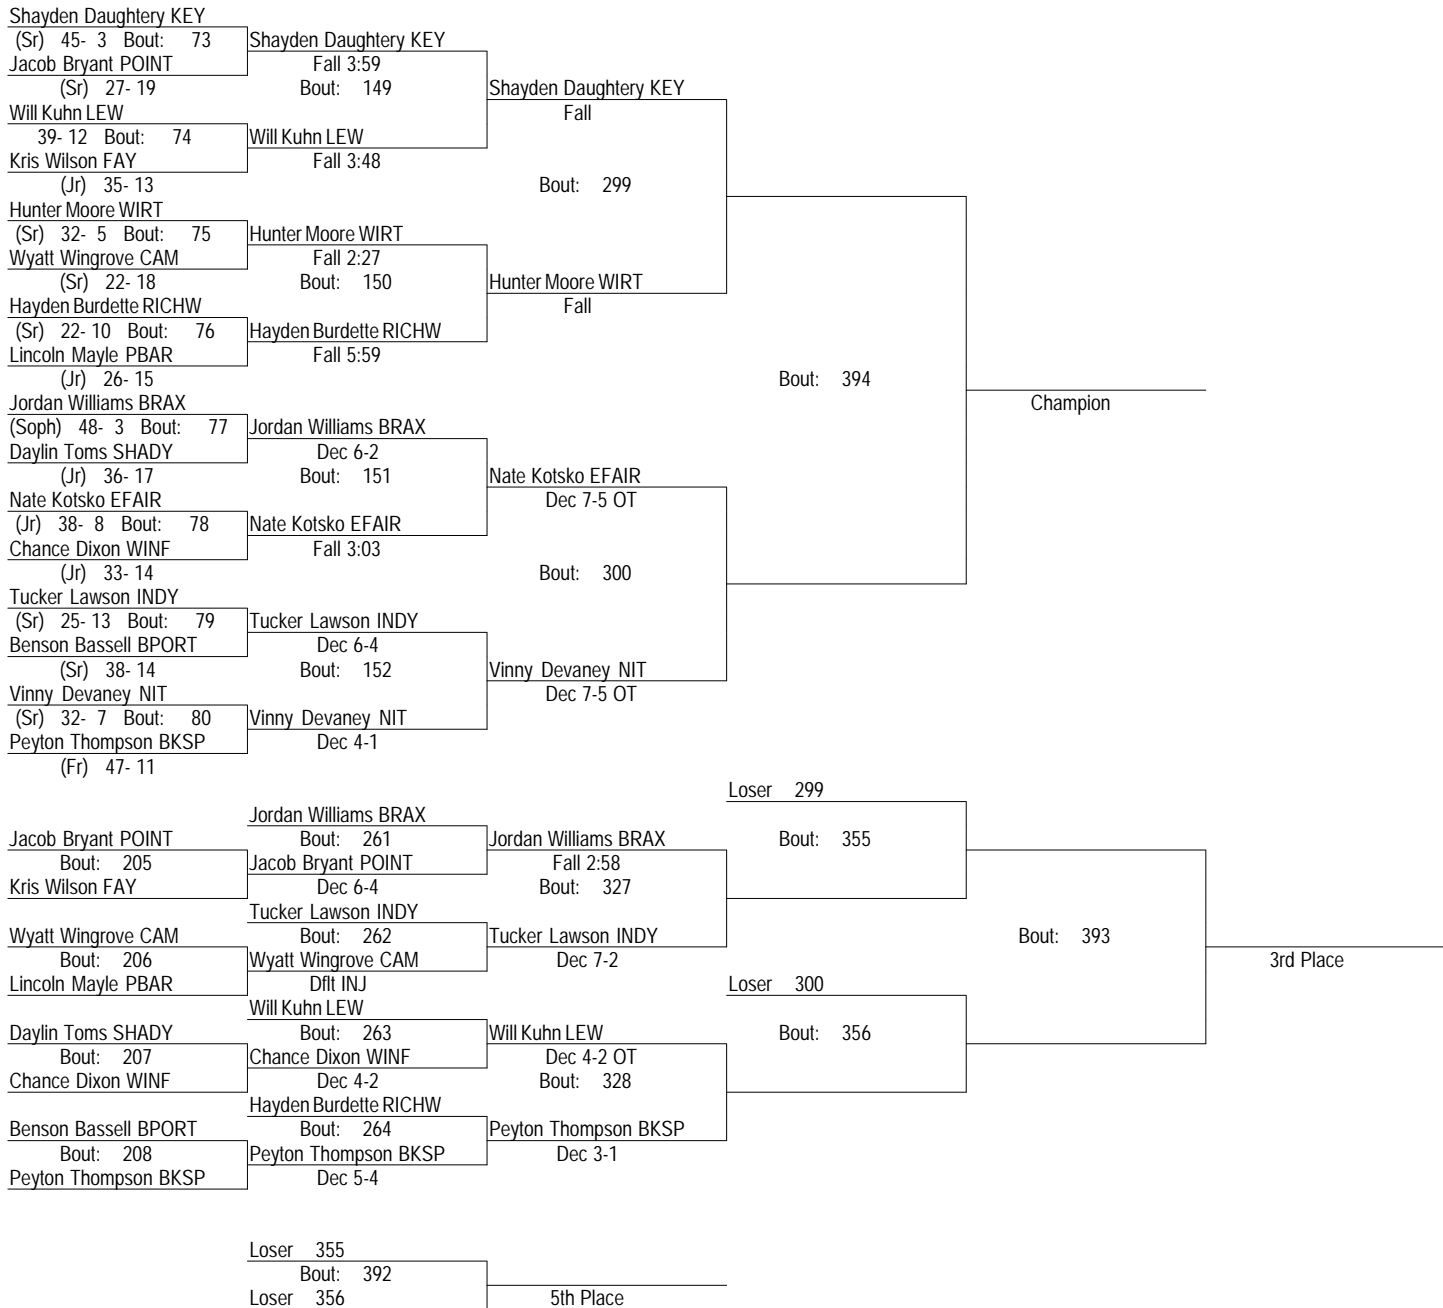 Shayden Daughtery KEY
(Sr) 45- 3 Bout: 73 Shayden Daughtery KEY
Jacob Bryant POINT Fall 3:59
(Sr) 27- 19 Bout: 149 Shayden Daughtery KEY
Will Kuhn LEW Fall
39- 12 Bout: 74 Will Kuhn LEW
Kris Wilson FAY Fall 3:48
(Jr) 35- 13 Bout: 299
Hunter Moore WIRT
(Sr) 32- 5 Bout: 75 Hunter Moore WIRT
Wyatt Wingrove CAM Fall 2:27
(Sr) 22- 18 Bout: 150 Hunter Moore WIRT
Hayden Burdette RICHW Fall
(Sr) 22- 10 Bout: 76 Hayden Burdette RICHW
Lincoln Mayle PBAR Fall 5:59
(Jr) 26- 15 Bout: 394
Jordan Williams BRAX Champion
(Soph) 48- 3 Bout: 77 Jordan Williams BRAX
Daylin Toms SHADY Dec 6-2
(Jr) 36- 17 Bout: 151 Nate Kotsko EFAIR
Nate Kotsko EFAIR Dec 7-5 OT
(Jr) 38- 8 Bout: 78 Nate Kotsko EFAIR
Chance Dixon WINF Fall 3:03
(Jr) 33- 14 Bout: 300
Tucker Lawson INDY
(Sr) 25- 13 Bout: 79 Tucker Lawson INDY
Benson Bassell BPORT Dec 6-4
(Sr) 38- 14 Bout: 152 Vinny Devaney NIT
Vinny Devaney NIT Dec 7-5 OT
(Sr) 32- 7 Bout: 80 Vinny Devaney NIT
Peyton Thompson BKSP Dec 4-1
(Fr) 47- 11
Loser 299
Jordan Williams BRAX
Jacob Bryant POINT Bout: 261 Jordan Williams BRAX Bout: 355
Bout: 205 Jacob Bryant POINT Fall 2:58
Kris Wilson FAY Dec 6-4 Bout: 327
Tucker Lawson INDY
Wyatt Wingrove CAM Bout: 262 Tucker Lawson INDY Bout: 393
Bout: 206 Wyatt Wingrove CAM Dec 7-2 3rd Place
Lincoln Mayle PBAR Dflt INJ Loser 300
Will Kuhn LEW
Daylin Toms SHADY Bout: 263 Will Kuhn LEW Bout: 356
Bout: 207 Chance Dixon WINF Dec 4-2 OT
Chance Dixon WINF Dec 4-2 Bout: 328
Hayden Burdette RICHW
Benson Bassell BPORT Bout: 264 Peyton Thompson BKSP
Bout: 208 Peyton Thompson BKSP Dec 3-1
Peyton Thompson BKSP Dec 5-4
Loser 355
Bout: 392
Loser 356 5th Place